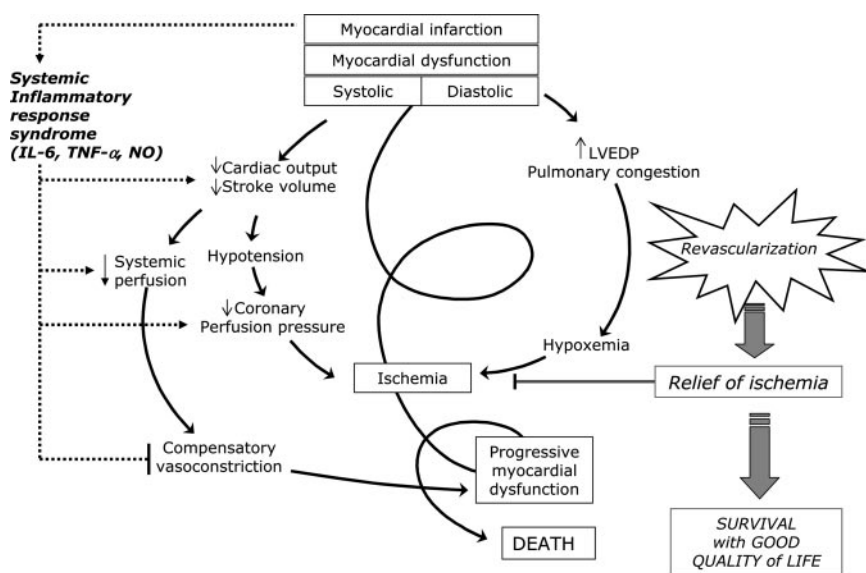 Myocardial infarction
Myocardial dysfunction
Systolic Diastolic
Systemic
Inflammatory
response
syndrome
(IL-6, TNF-α, NO)
↓Cardiac output
↓Stroke volume
↑LVEDP
Pulmonary congestion
Revascularization
↓ Systemic
perfusion
Hypotension
↓Coronary
Perfusion pressure
Hypoxemia
Ischemia
Relief of ischemia
Compensatory
vasoconstriction
Progressive
myocardial
dysfunction
DEATH
SURVIVAL
with GOOD
QUALITY of LIFE